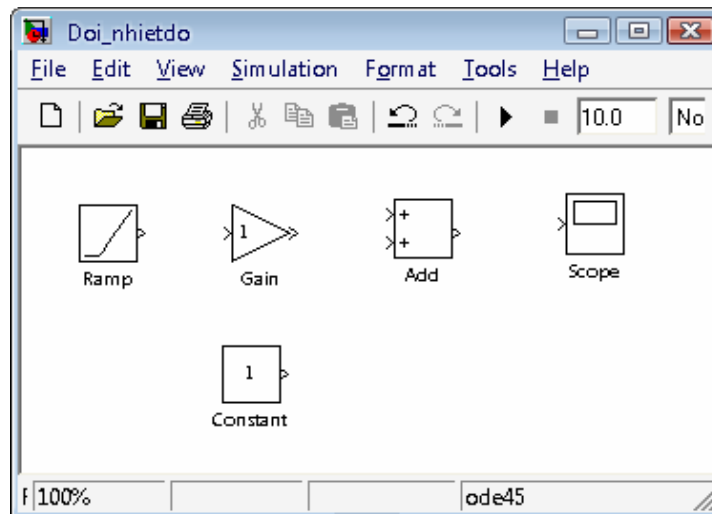 Doi_nhietdo
File Edit View Simulation Format Tools Help
10.0 No
1 + +
Ramp Gain Add Scope
1
Constant
100% ode45